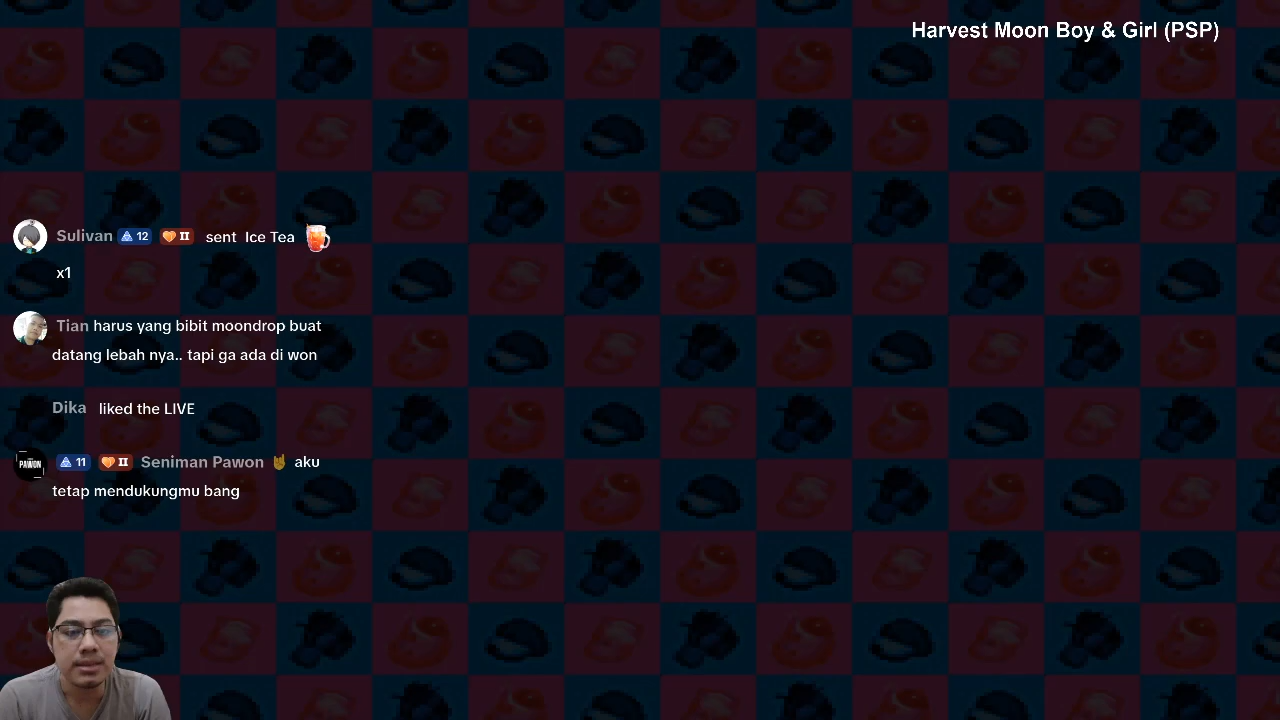 Harvest Moon Boy & Girl (PSP)
Sulivan 12 II sent Ice Tea
x1
Tian harus yang bibit moondrop buat
datang lebah nya.. tapi ga ada di won
Dika liked the LIVE
PAWON 11 II Seniman Pawon 🤘 aku
tetap mendukungmu bang